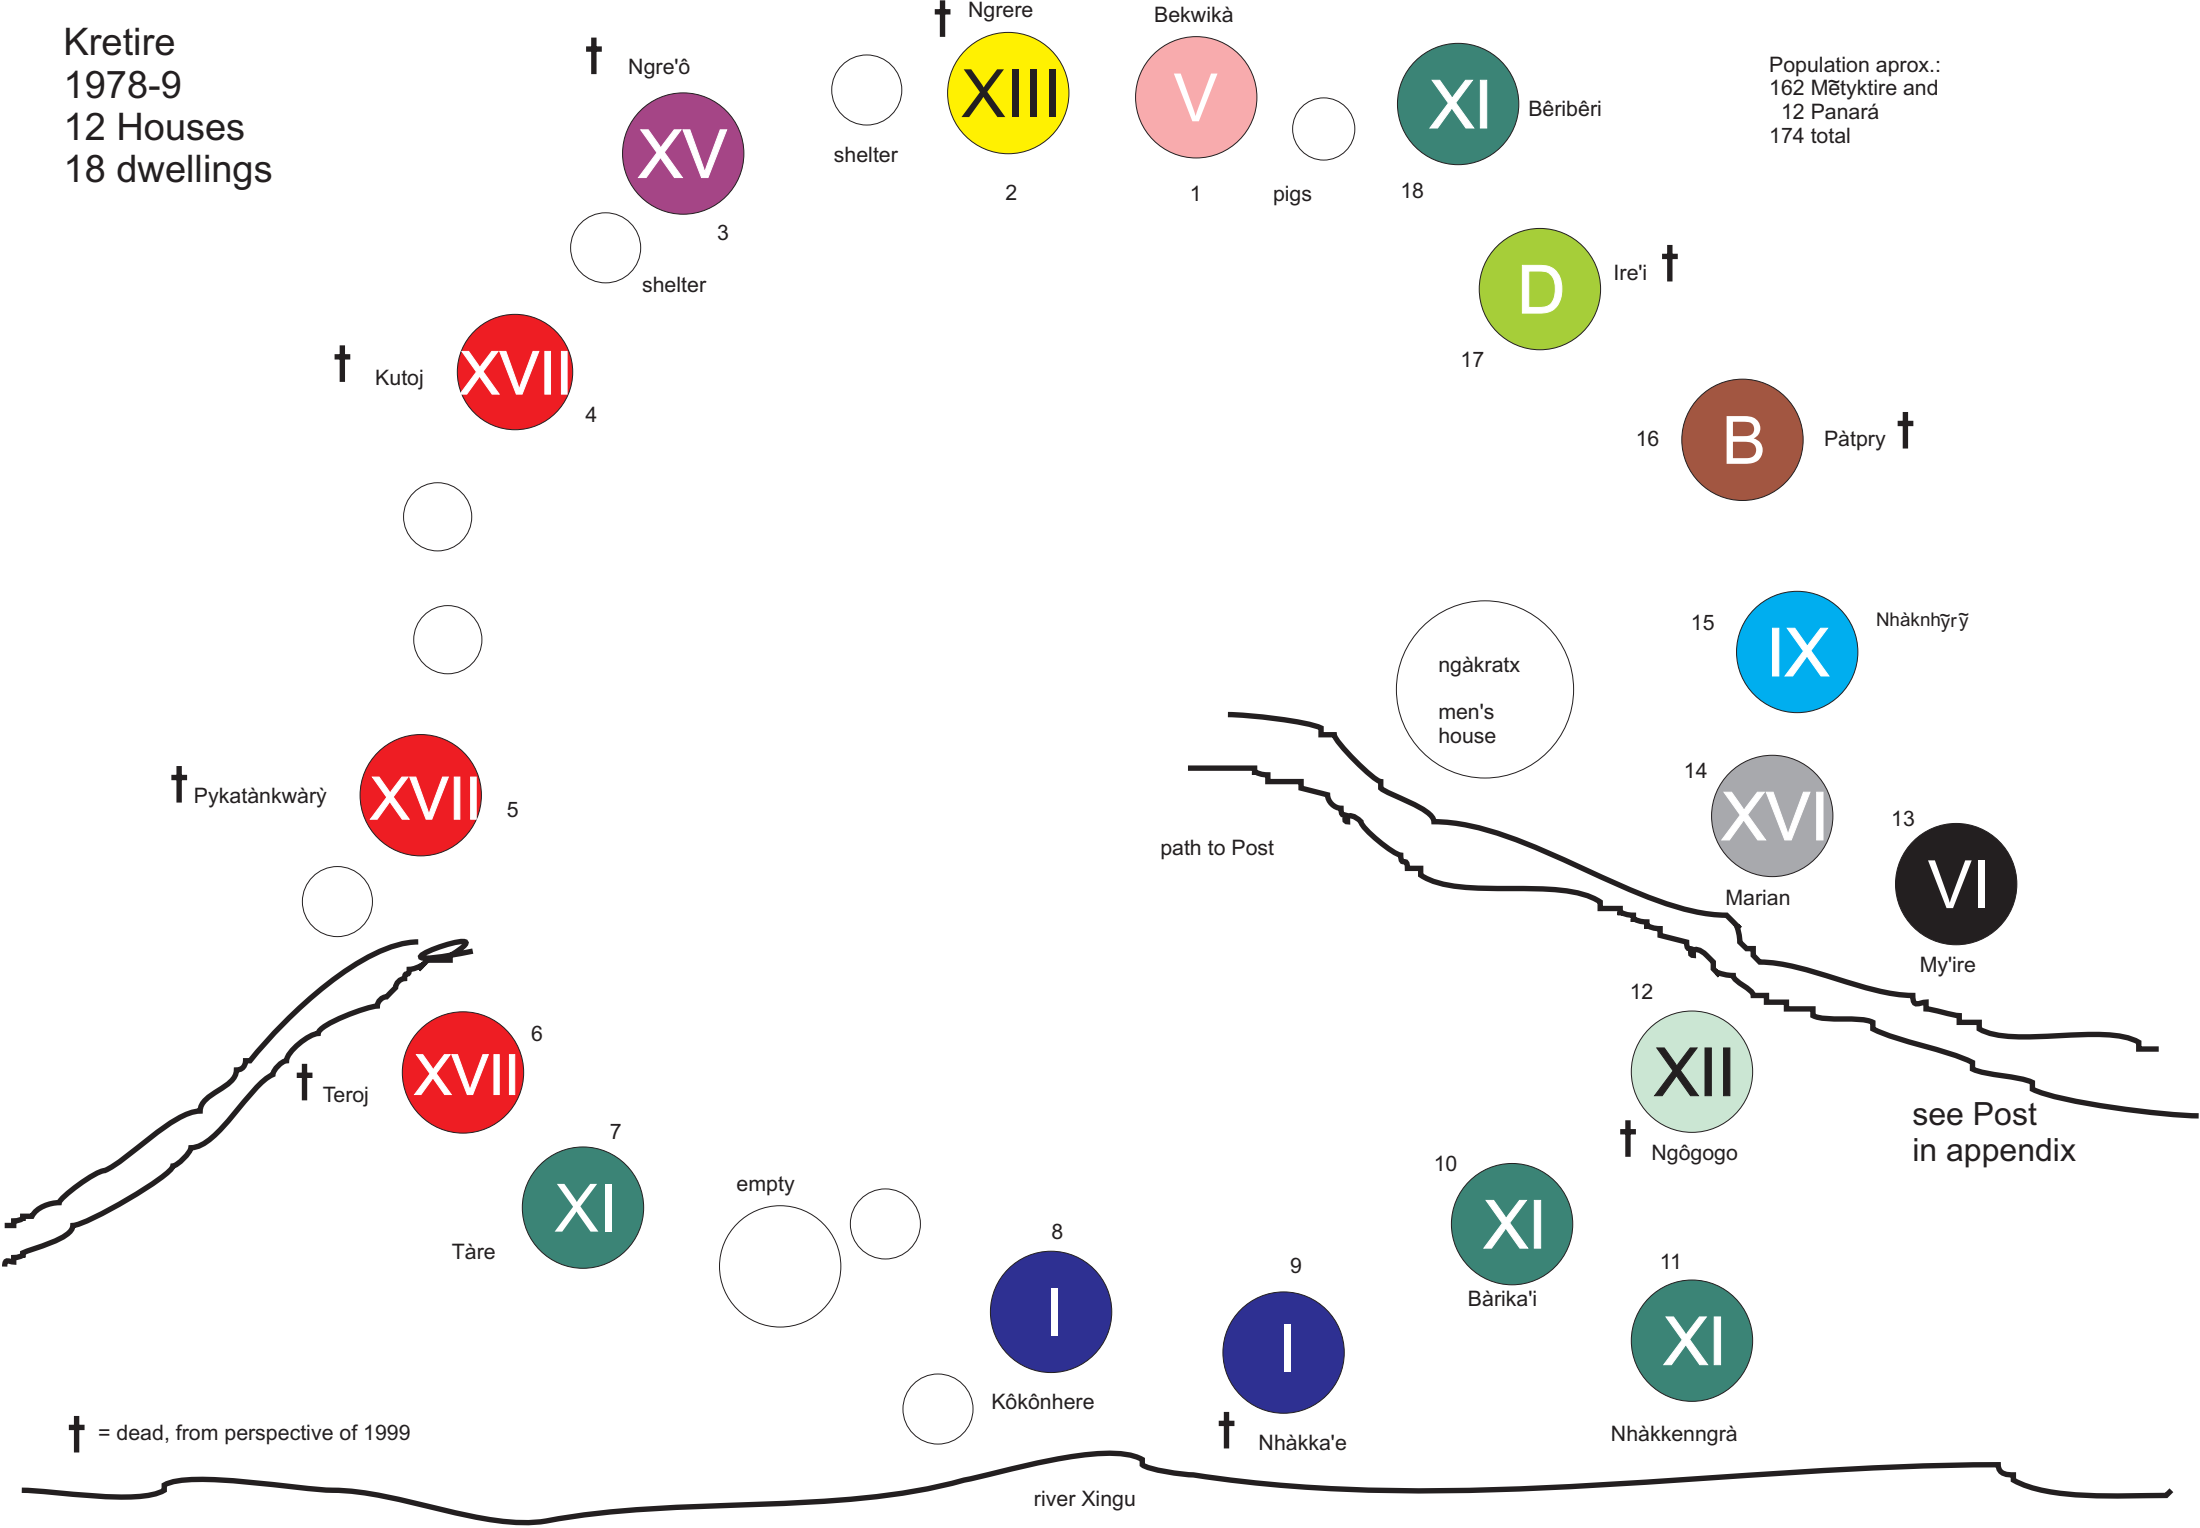 Kretire
1978-9
12 Houses
18 dwellings
Population aprox.:
162 Mẽtyktire and
12 Panará
174 total
† Ngrere
Bekwikà
† Ngre'ô
XIII
V
XI
Bêribêri
XV
shelter
2
1
pigs
18
3
shelter
D
Ire'i †
17
† Kutoj
XVII
4
16
B
Pàtpry †
15
IX
Nhàknhỹrỹ
ngàkratx
men's
house
† Pykatànkwàrỳ
XVII
5
path to Post
14
XVI
Marian
13
VI
My'ire
6
XVII
† Teroj
12
XII
† Ngôgogo
see Post
in appendix
7
XI
Tàre
empty
8
I
Kôkônhere
9
I
† Nhàkka'e
10
XI
Bàrika'i
11
XI
Nhàkkenngrà
† = dead, from perspective of 1999
river Xingu